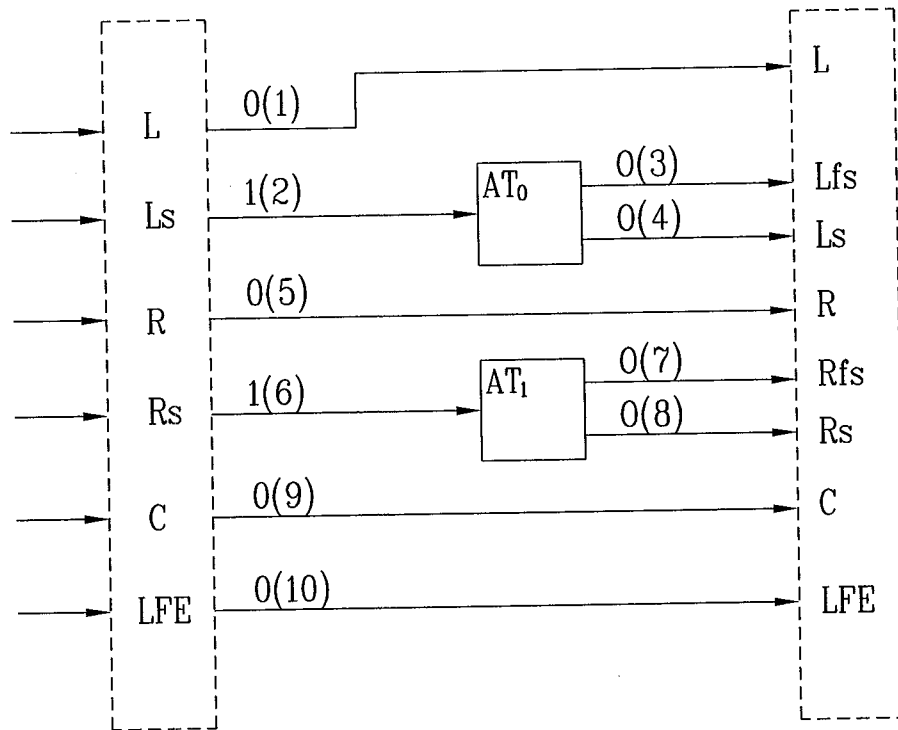 L
0(1)
L
Ls
1(2)
AT0
0(3)
Lfs
0(4)
Ls
R
0(5)
R
Rs
1(6)
AT1
0(7)
Rfs
0(8)
Rs
C
0(9)
C
LFE
0(10)
LFE